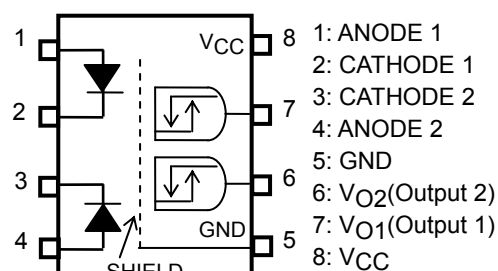 1
2
3
4
VCC
GND
SHIELD
8
7
6
5
1: ANODE 1
2: CATHODE 1
3: CATHODE 2
4: ANODE 2
5: GND
6: VO2(Output 2)
7: VO1(Output 1)
8: VCC